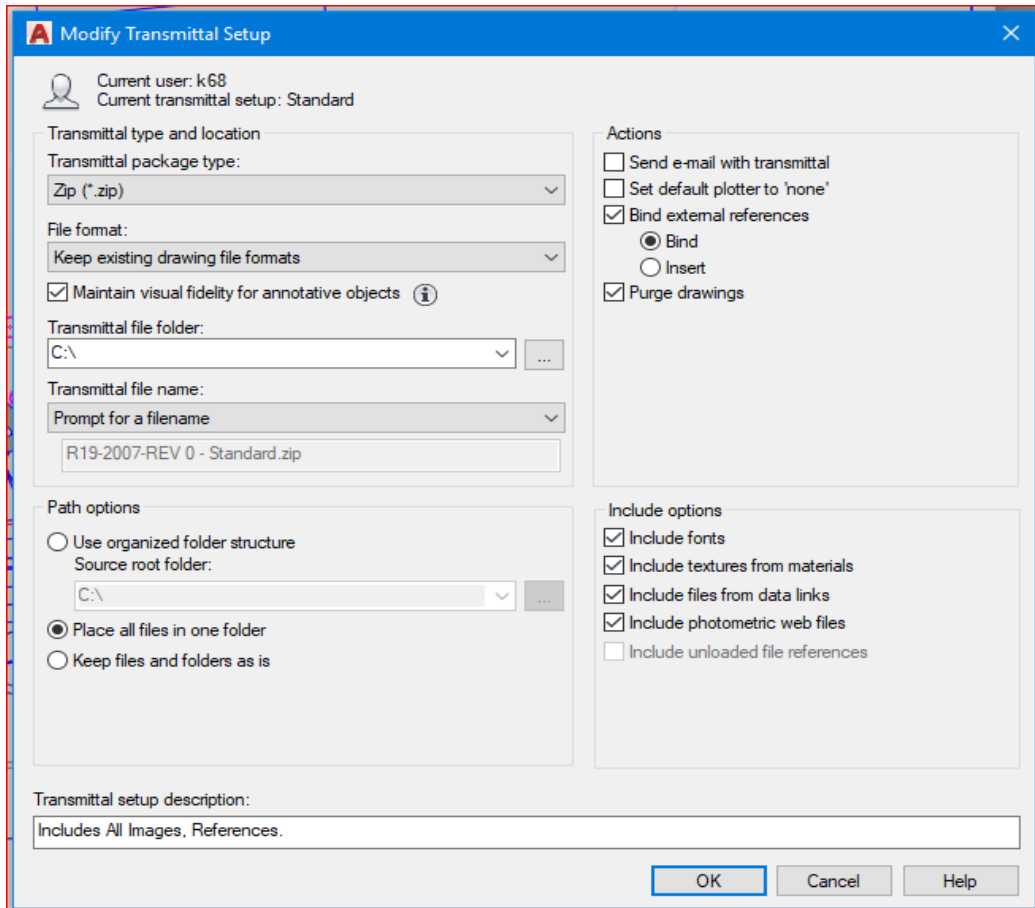 Modify Transmittal Setup
Current user: k68
Current transmittal setup: Standard
Transmittal type and location
Transmittal package type:
Zip (*.zip)
File format:
Keep existing drawing file formats
Maintain visual fidelity for annotative objects
Transmittal file folder:
C:\
...
Transmittal file name:
Prompt for a filename
R19-2007-REV 0 - Standard.zip
Actions
Send e-mail with transmittal
Set default plotter to 'none'
Bind external references
Bind
Insert
Purge drawings
Path options
Use organized folder structure
Source root folder:
C:\
...
Place all files in one folder
Keep files and folders as is
Include options
Include fonts
Include textures from materials
Include files from data links
Include photometric web files
Include unloaded file references
Transmittal setup description:
Includes All Images, References.
OK
Cancel
Help